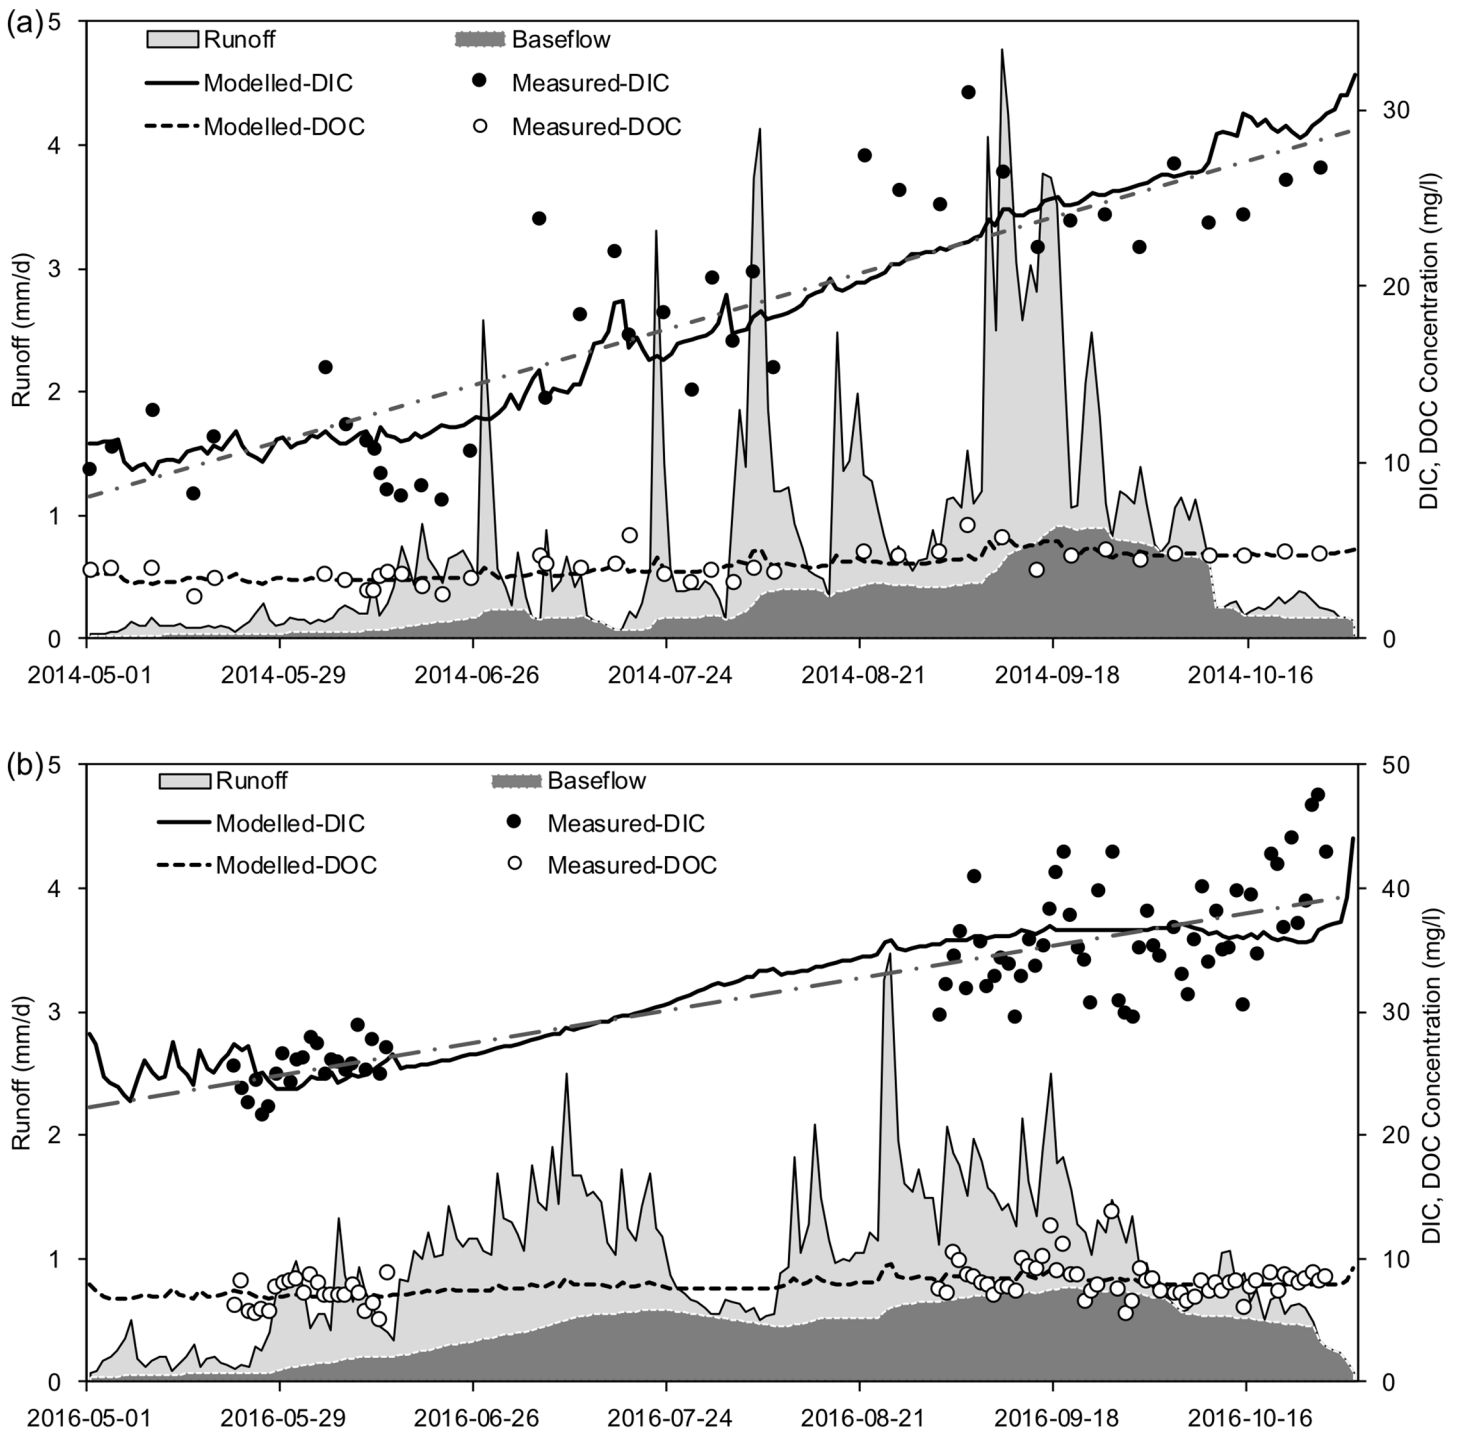 (a)
5
4
3
2
1
0
Runoff (mm/d)
Runoff
Baseflow
Modelled-DIC
Measured-DIC
Modelled-DOC
Measured-DOC
30
20
10
0
DIC, DOC Concentration (mg/l)
2014-05-01
2014-05-29
2014-06-26
2014-07-24
2014-08-21
2014-09-18
2014-10-16
(b)
5
4
3
2
1
0
Runoff (mm/d)
Runoff
Baseflow
Modelled-DIC
Measured-DIC
Modelled-DOC
Measured-DOC
50
40
30
20
10
0
DIC, DOC Concentration (mg/l)
2016-05-01
2016-05-29
2016-06-26
2016-07-24
2016-08-21
2016-09-18
2016-10-16